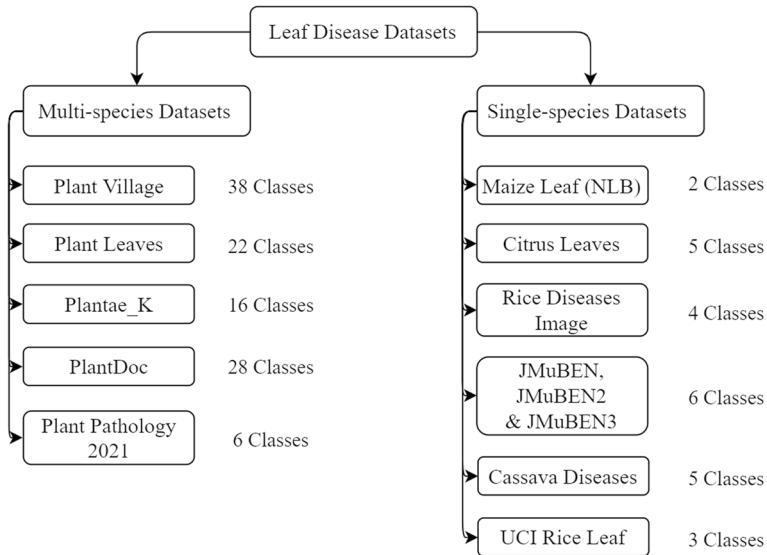 Leaf Disease Datasets
Multi-species Datasets
Plant Village
38 Classes
Plant Leaves
22 Classes
Plantae_K
16 Classes
PlantDoc
28 Classes
Plant Pathology
2021
6 Classes
Single-species Datasets
Maize Leaf (NLB)
2 Classes
Citrus Leaves
5 Classes
Rice Diseases
Image
4 Classes
JMuBEN,
JMuBEN2
& JMuBEN3
6 Classes
Cassava Diseases
5 Classes
UCI Rice Leaf
3 Classes